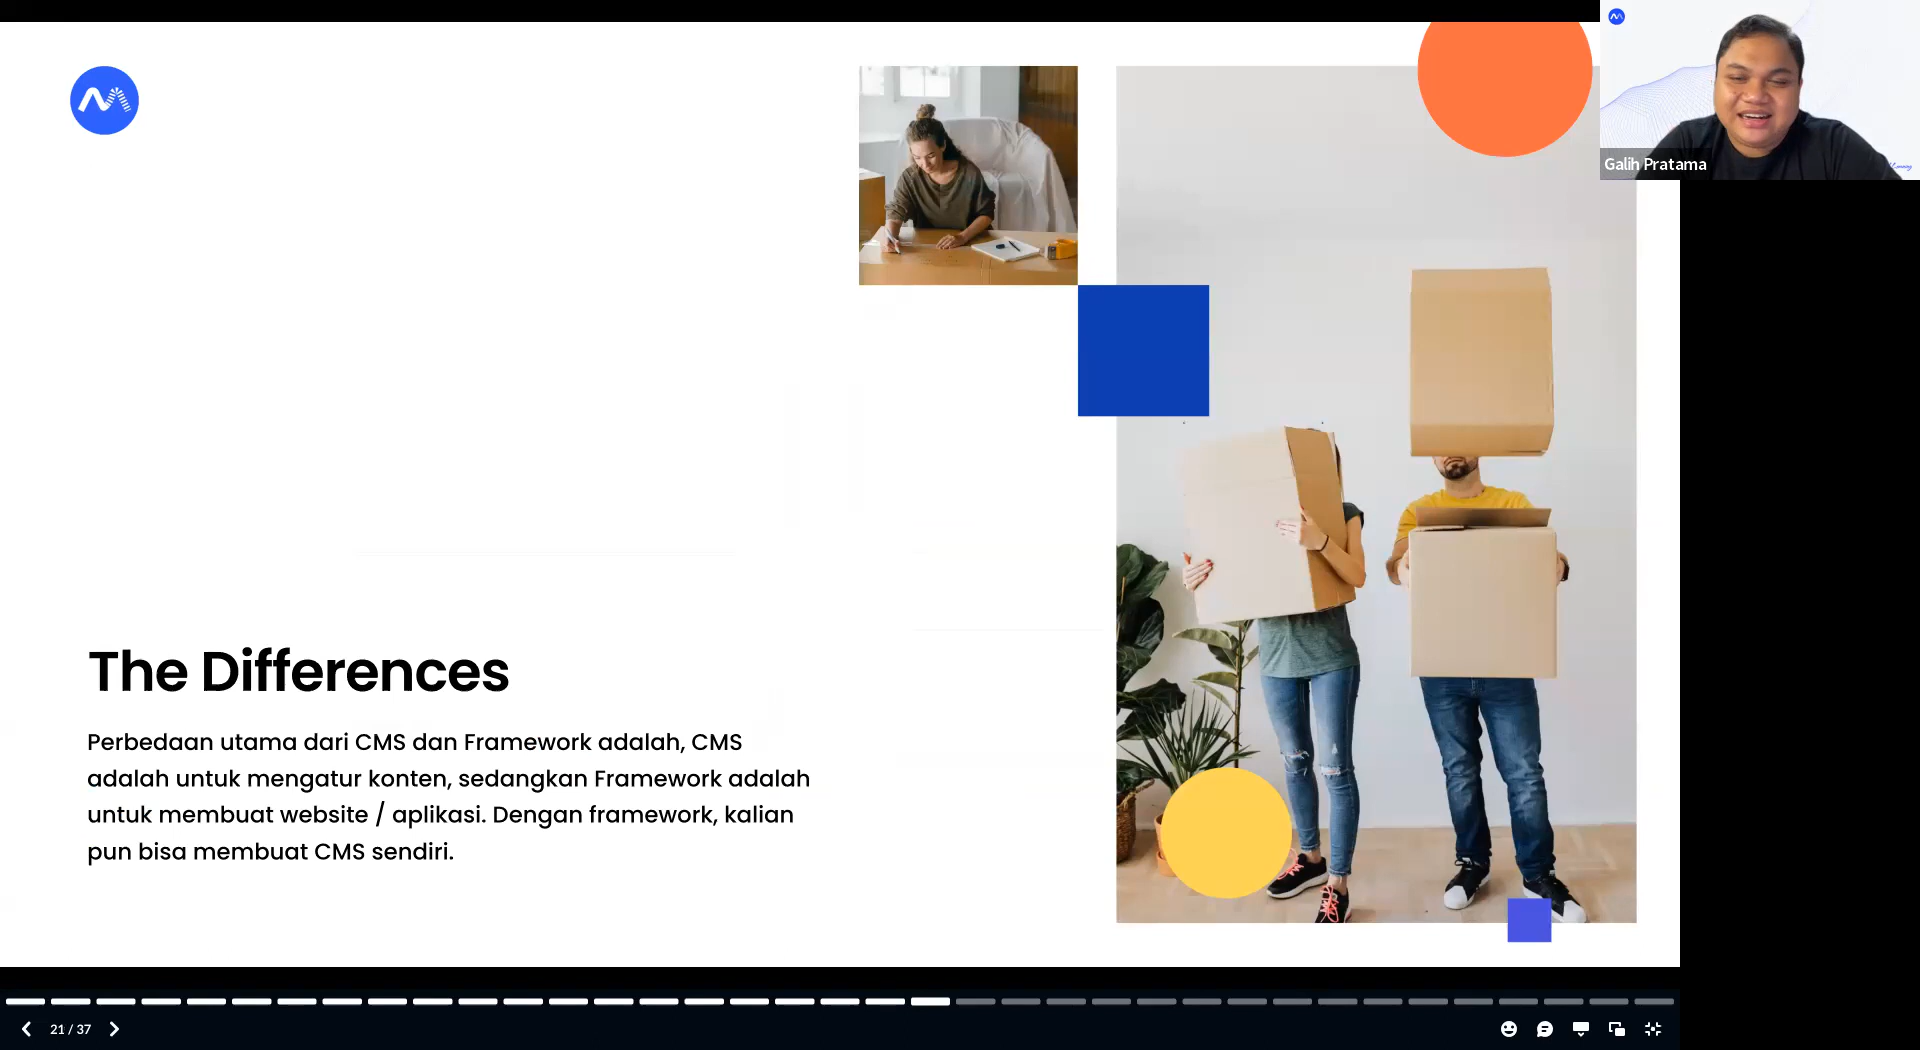 Galih Pratama
The Differences
Perbedaan utama dari CMS dan Framework adalah, CMS
adalah untuk mengatur konten, sedangkan Framework adalah
untuk membuat website / aplikasi. Dengan framework, kalian
pun bisa membuat CMS sendiri.
21 / 37